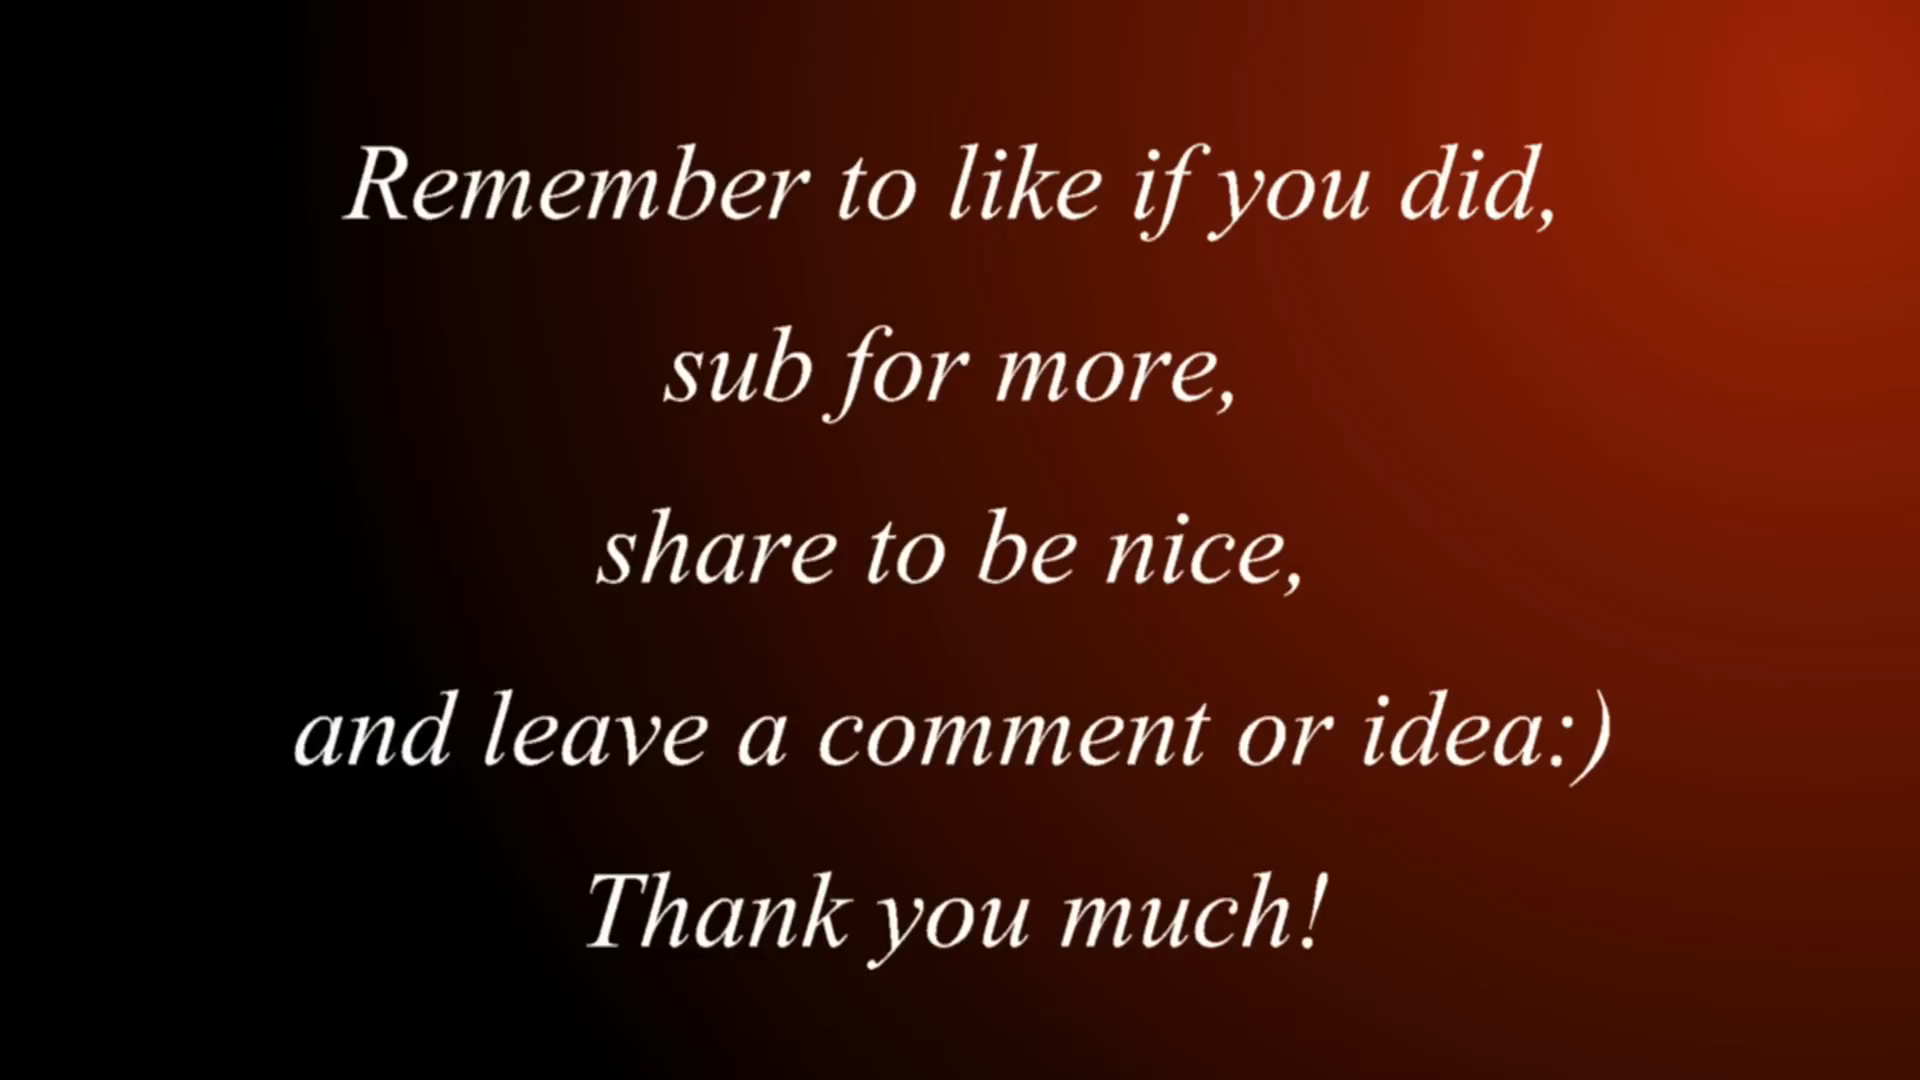 Remember to like if you did,
sub for more,
share to be nice,
and leave a comment or idea:)
Thank you much!